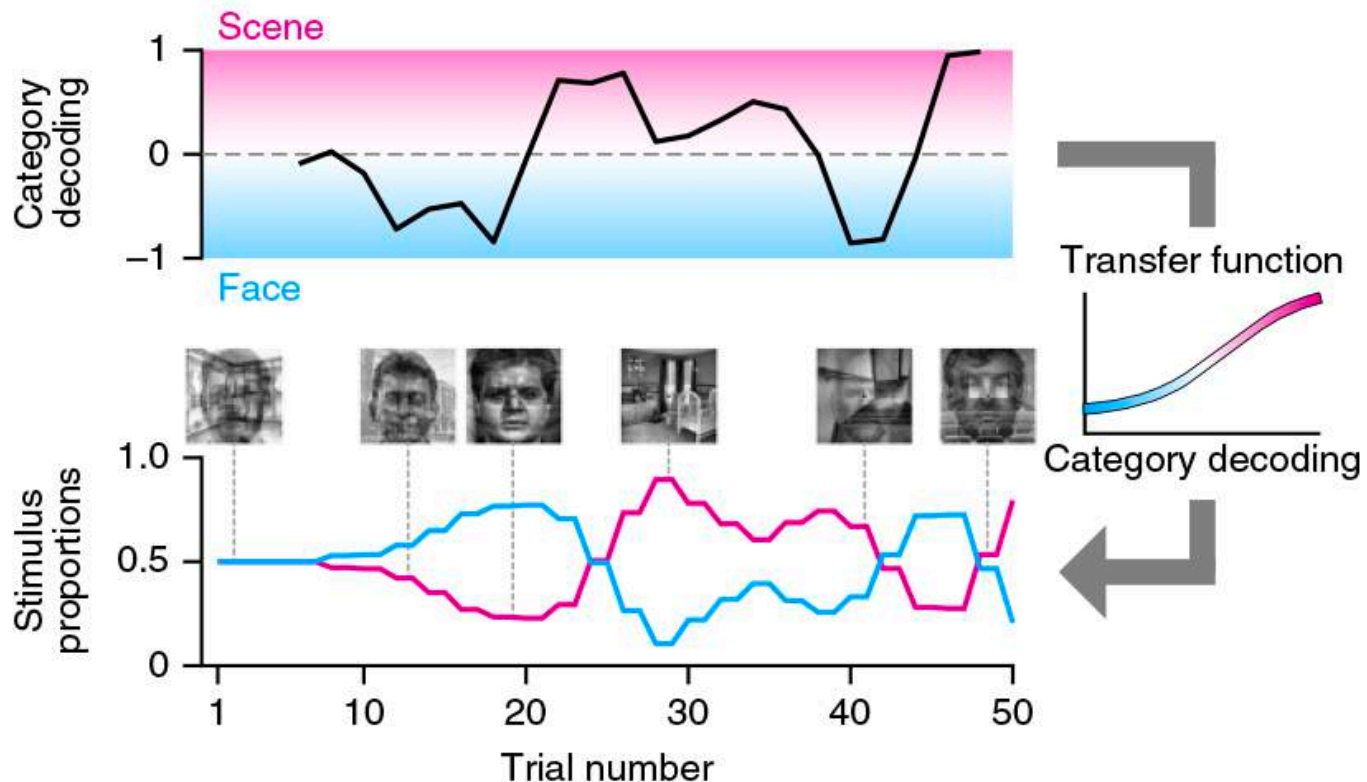 Scene
Category
decoding
1
0
−1
Face
Transfer function
Category decoding
Stimulus
proportions
1.0
0.5
0
1
10
20
30
40
50
Trial number